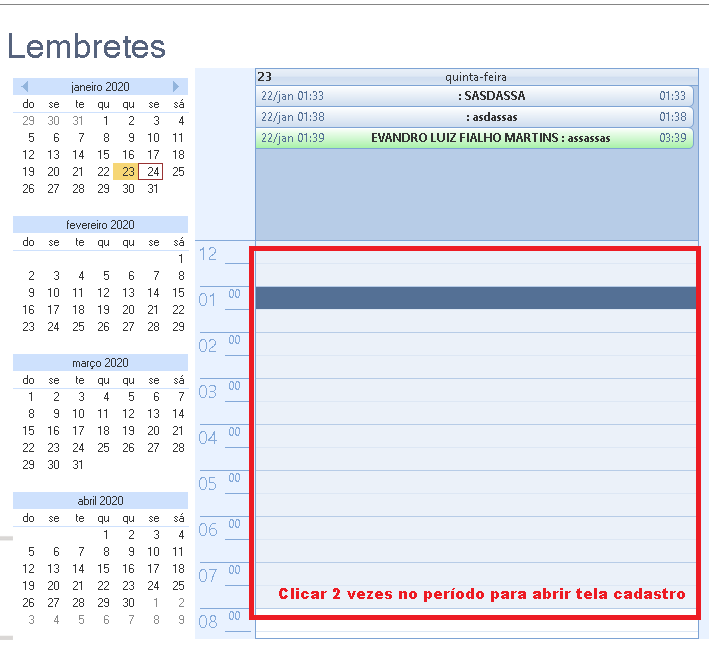 Lembretes
janeiro 2020
do se te qu qu se sá
29 30 31 1 2 3 4
5 6 7 8 9 10 11
12 13 14 15 16 17 18
19 20 21 22 23 24 25
26 27 28 29 30 31
fevereiro 2020
do se te qu qu se sá
1
2 3 4 5 6 7 8
9 10 11 12 13 14 15
16 17 18 19 20 21 22
23 24 25 26 27 28 29
março 2020
do se te qu qu se sá
1 2 3 4 5 6 7
8 9 10 11 12 13 14
15 16 17 18 19 20 21
22 23 24 25 26 27 28
29 30 31
abril 2020
do se te qu qu se sá
1 2 3 4
5 6 7 8 9 10 11
12 13 14 15 16 17 18
19 20 21 22 23 24 25
26 27 28 29 30 1 2
3 4 5 6 7 8 9
23 quinta-feira
22/jan 01:33 : SASDASSA 01:33
22/jan 01:38 : asdassas 01:38
22/jan 01:39 EVANDRO LUIZ FIALHO MARTINS : assassas 03:39
12
01 00
02 00
03 00
04 00
05 00
06 00
07 00
Clicar 2 vezes no período para abrir tela cadastro
08 00